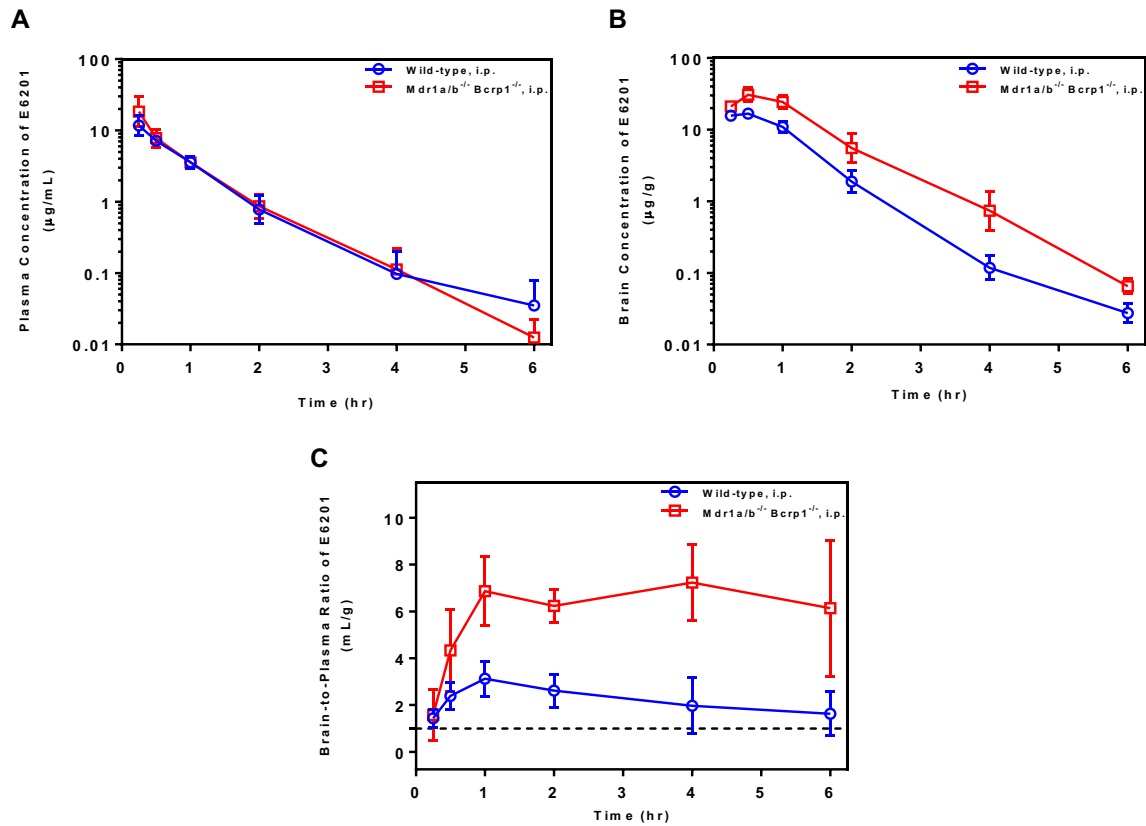 A
Plasma Concentration of E6201
(μg/mL)
100
10
1
0.1
0.01
Wild-type, i.p.
Mdr1a/b⁻/⁻ Bcrp1⁻/⁻, i.p.
0 1 2 3 4 5 6
Time (hr)
B
Brain Concentration of E6201
(μg/g)
100
10
1
0.1
0.01
Wild-type, i.p.
Mdr1a/b⁻/⁻ Bcrp1⁻/⁻, i.p.
0 1 2 3 4 5 6
Time (hr)
C
Brain-to-Plasma Ratio of E6201
(mL/g)
10
8
6
4
2
0
Wild-type, i.p.
Mdr1a/b⁻/⁻ Bcrp1⁻/⁻, i.p.
0 1 2 3 4 5 6
Time (hr)